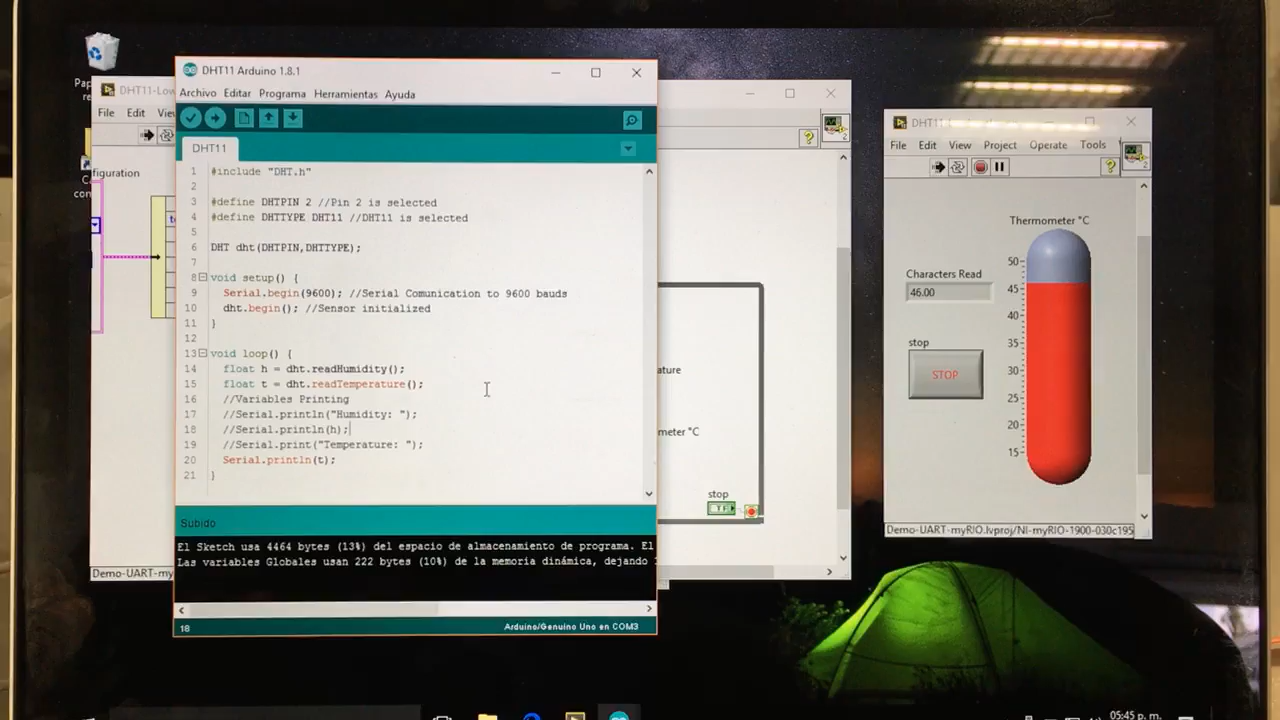 DHT11 Arduino 1.8.1
Archivo Editar Programa Herramientas Ayuda
DHT11
1 #include "DHT.h"
2
3 #define DHTPIN 2 //Pin 2 is selected
4 #define DHTTYPE DHT11 //DHT11 is selected
5
6 DHT dht(DHTPIN,DHTTYPE);
7
8 void setup() {
9 Serial.begin(9600); //Serial Comunication to 9600 bauds
10 dht.begin(); //Sensor initialized
11 }
12
13 void loop() {
14 float h = dht.readHumidity();
15 float t = dht.readTemperature();
16 //Variables Printing
17 //Serial.println("Humidity: ");
18 //Serial.println(h);
19 //Serial.print("Temperature: ");
20 Serial.println(t);
21 }
Subido
El Sketch usa 4464 bytes (13%) del espacio de almacenamiento de programa. El
Las variables Globales usan 222 bytes (10%) de la memoria dinámica, dejando
18 Arduino/Genuino Uno en COM3
DHT11-Low
File Edit
figuration
ature
meter °C
stop
TF
Demo-UART-my
DHT11
File Edit View Project Operate Tools
Thermometer °C
Characters Read
46.00
stop
STOP
50
45
40
35
30
25
20
15
Demo-UART-myRIO.lvproj/NI-myRIO-1900-030c195
05:45 p. m.